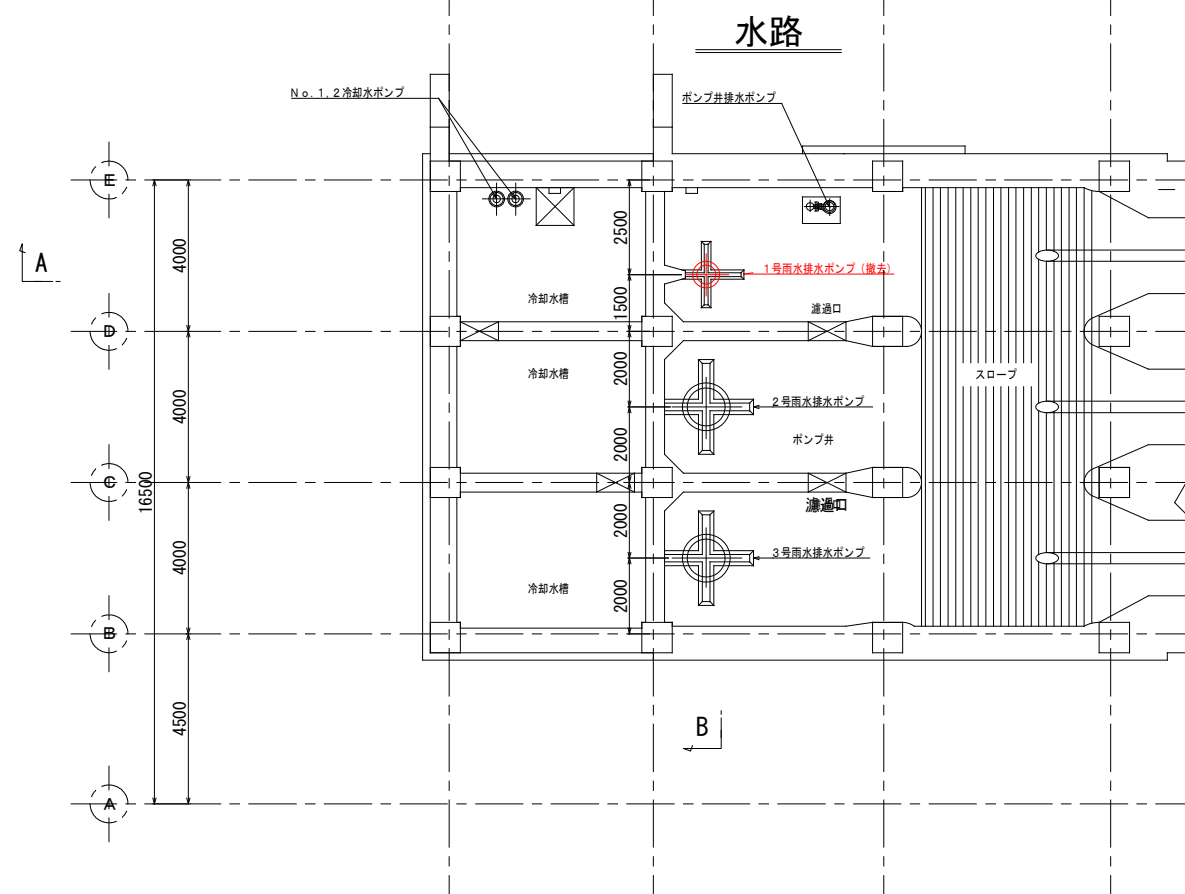 水路
No.1,2冷却水ポンプ
ポンプ井排水ポンプ
E
A
4000
2500
1号雨水排水ポンプ(撤去)
1500
冷却水槽
濾過口
D
冷却水槽
2000
スロープ
4000
2号雨水排水ポンプ
2000
ポンプ井
C
16500
濾過口
2000
4000
3号雨水排水ポンプ
冷却水槽
2000
B
4500
B
A